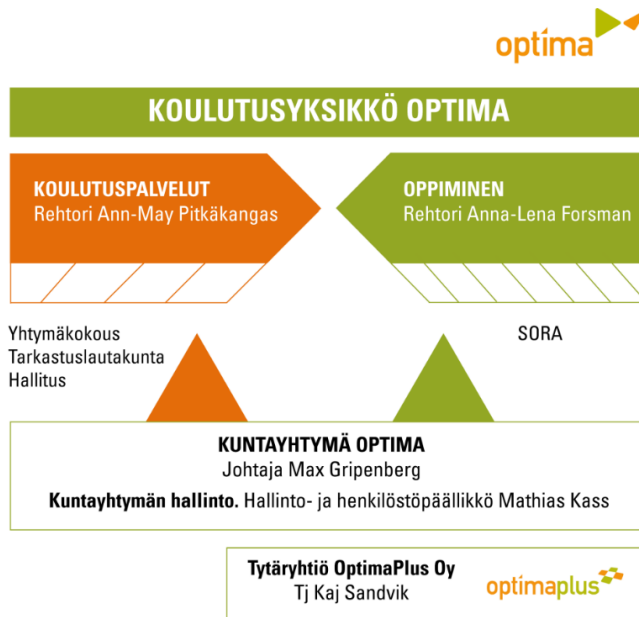 optima
KOULUTUSYKSIKKÖ OPTIMA
KOULUTUSPALVELUT
Rehtori Ann-May Pitkäkangas
OPPIMINEN
Rehtori Anna-Lena Forsman
Yhtymäkokous
Tarkastuslautakunta
Hallitus
SORA
KUNTAYHTYMÄ OPTIMA
Johtaja Max Gripenberg
Kuntayhtymän hallinto. Hallinto- ja henkilöstöpäällikkö Mathias Kass
Tytäryhtiö OptimaPlus Oy
Tj Kaj Sandvik
optimaplus